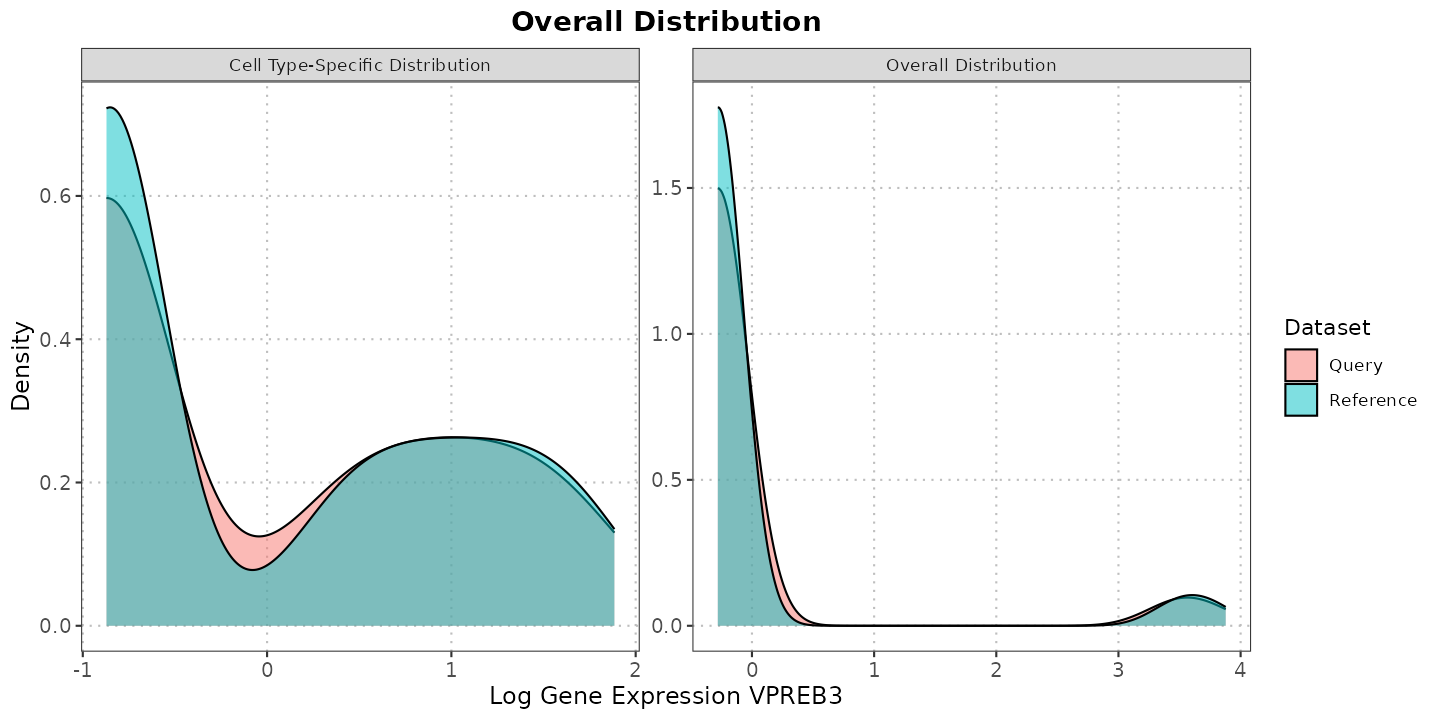 Overall Distribution
Cell Type-Specific Distribution
Overall Distribution
Density
0.6
0.4
0.2
0.0
-1
0
1
2
1.5
1.0
0.5
0.0
0
1
2
3
4
Log Gene Expression VPREB3
Dataset
Query
Reference